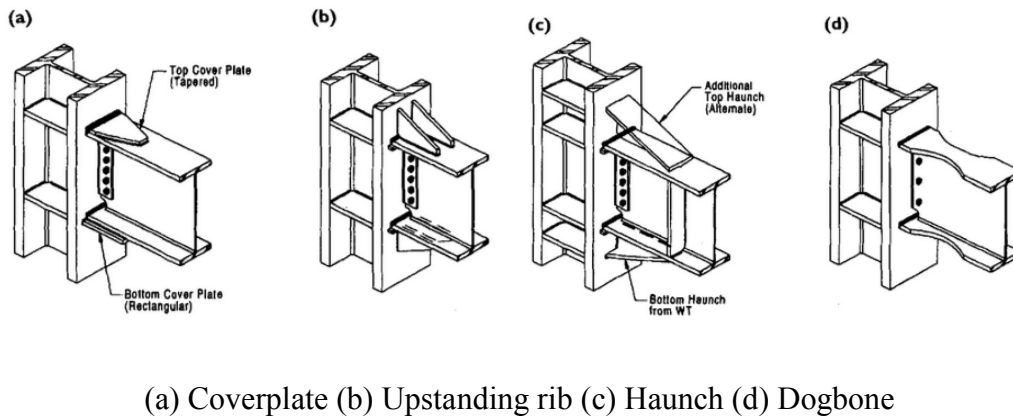 (a)
(b)
(c)
(d)
Top Cover Plate
(Tapered)
Additional
Top Haunch
(Alternate)
Bottom Cover Plate
(Rectangular)
Bottom Haunch
from WT
(a) Coverplate (b) Upstanding rib (c) Haunch (d) Dogbone